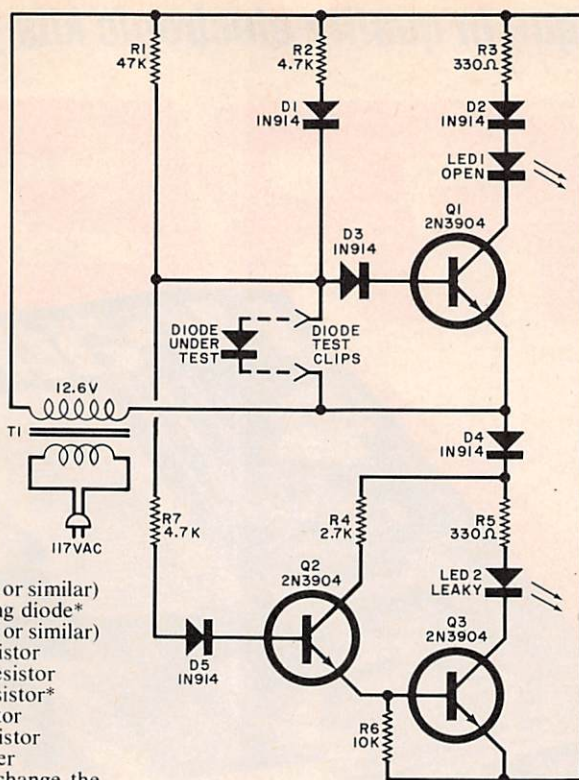 R1
47K
R2
4.7K
R3
330Ω
D1
1N914
D2
1N914
LED1
OPEN
Q1
2N3904
D3
1N914
DIODE
UNDER
TEST
DIODE
TEST
CLIPS
12.6V
T1
117VAC
D4
1N914
R7
4.7K
R4
2.7K
R5
330Ω
Q2
2N3904
LED 2
LEAKY
Q3
2N3904
D5
1N914
R6
10K
or similar)
ng diode*
or similar)
istor
esistor
sistor*
tor
istor
er
change the